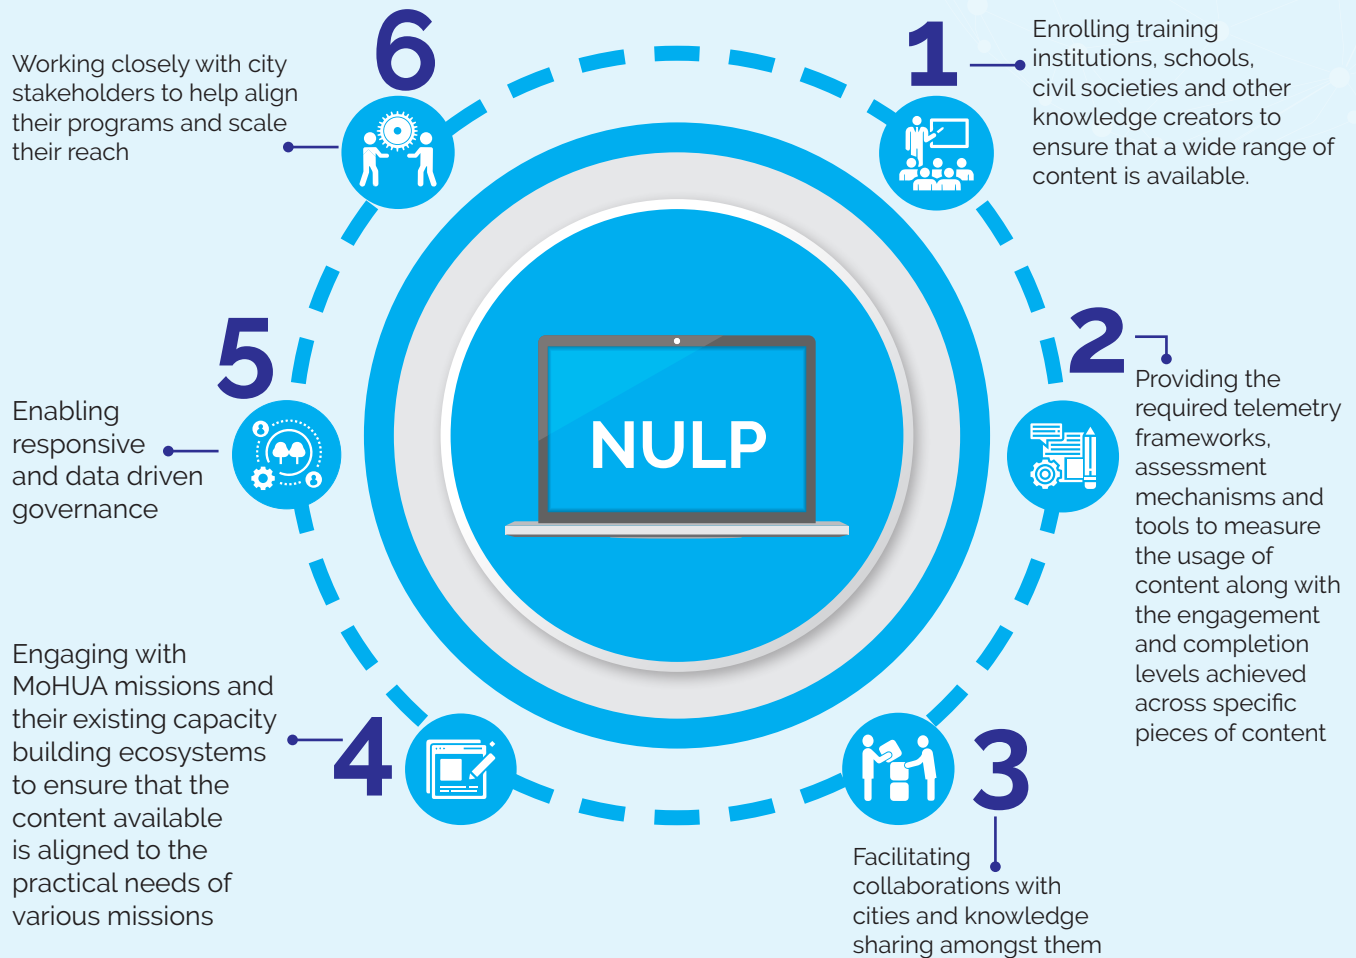 NULP
1
Enrolling training
institutions, schools,
civil societies and other
knowledge creators to
ensure that a wide range of
content is available.
2
Providing the
required telemetry
frameworks,
assessment
mechanisms and
tools to measure
the usage of
content along with
the engagement
and completion
levels achieved
across specific
pieces of content
3
Facilitating
collaborations with
cities and knowledge
sharing amongst them
4
Engaging with
MoHUA missions and
their existing capacity
building ecosystems
to ensure that the
content available
is aligned to the
practical needs of
various missions
5
Enabling
responsive
and data driven
governance
6
Working closely with city
stakeholders to help align
their programs and scale
their reach